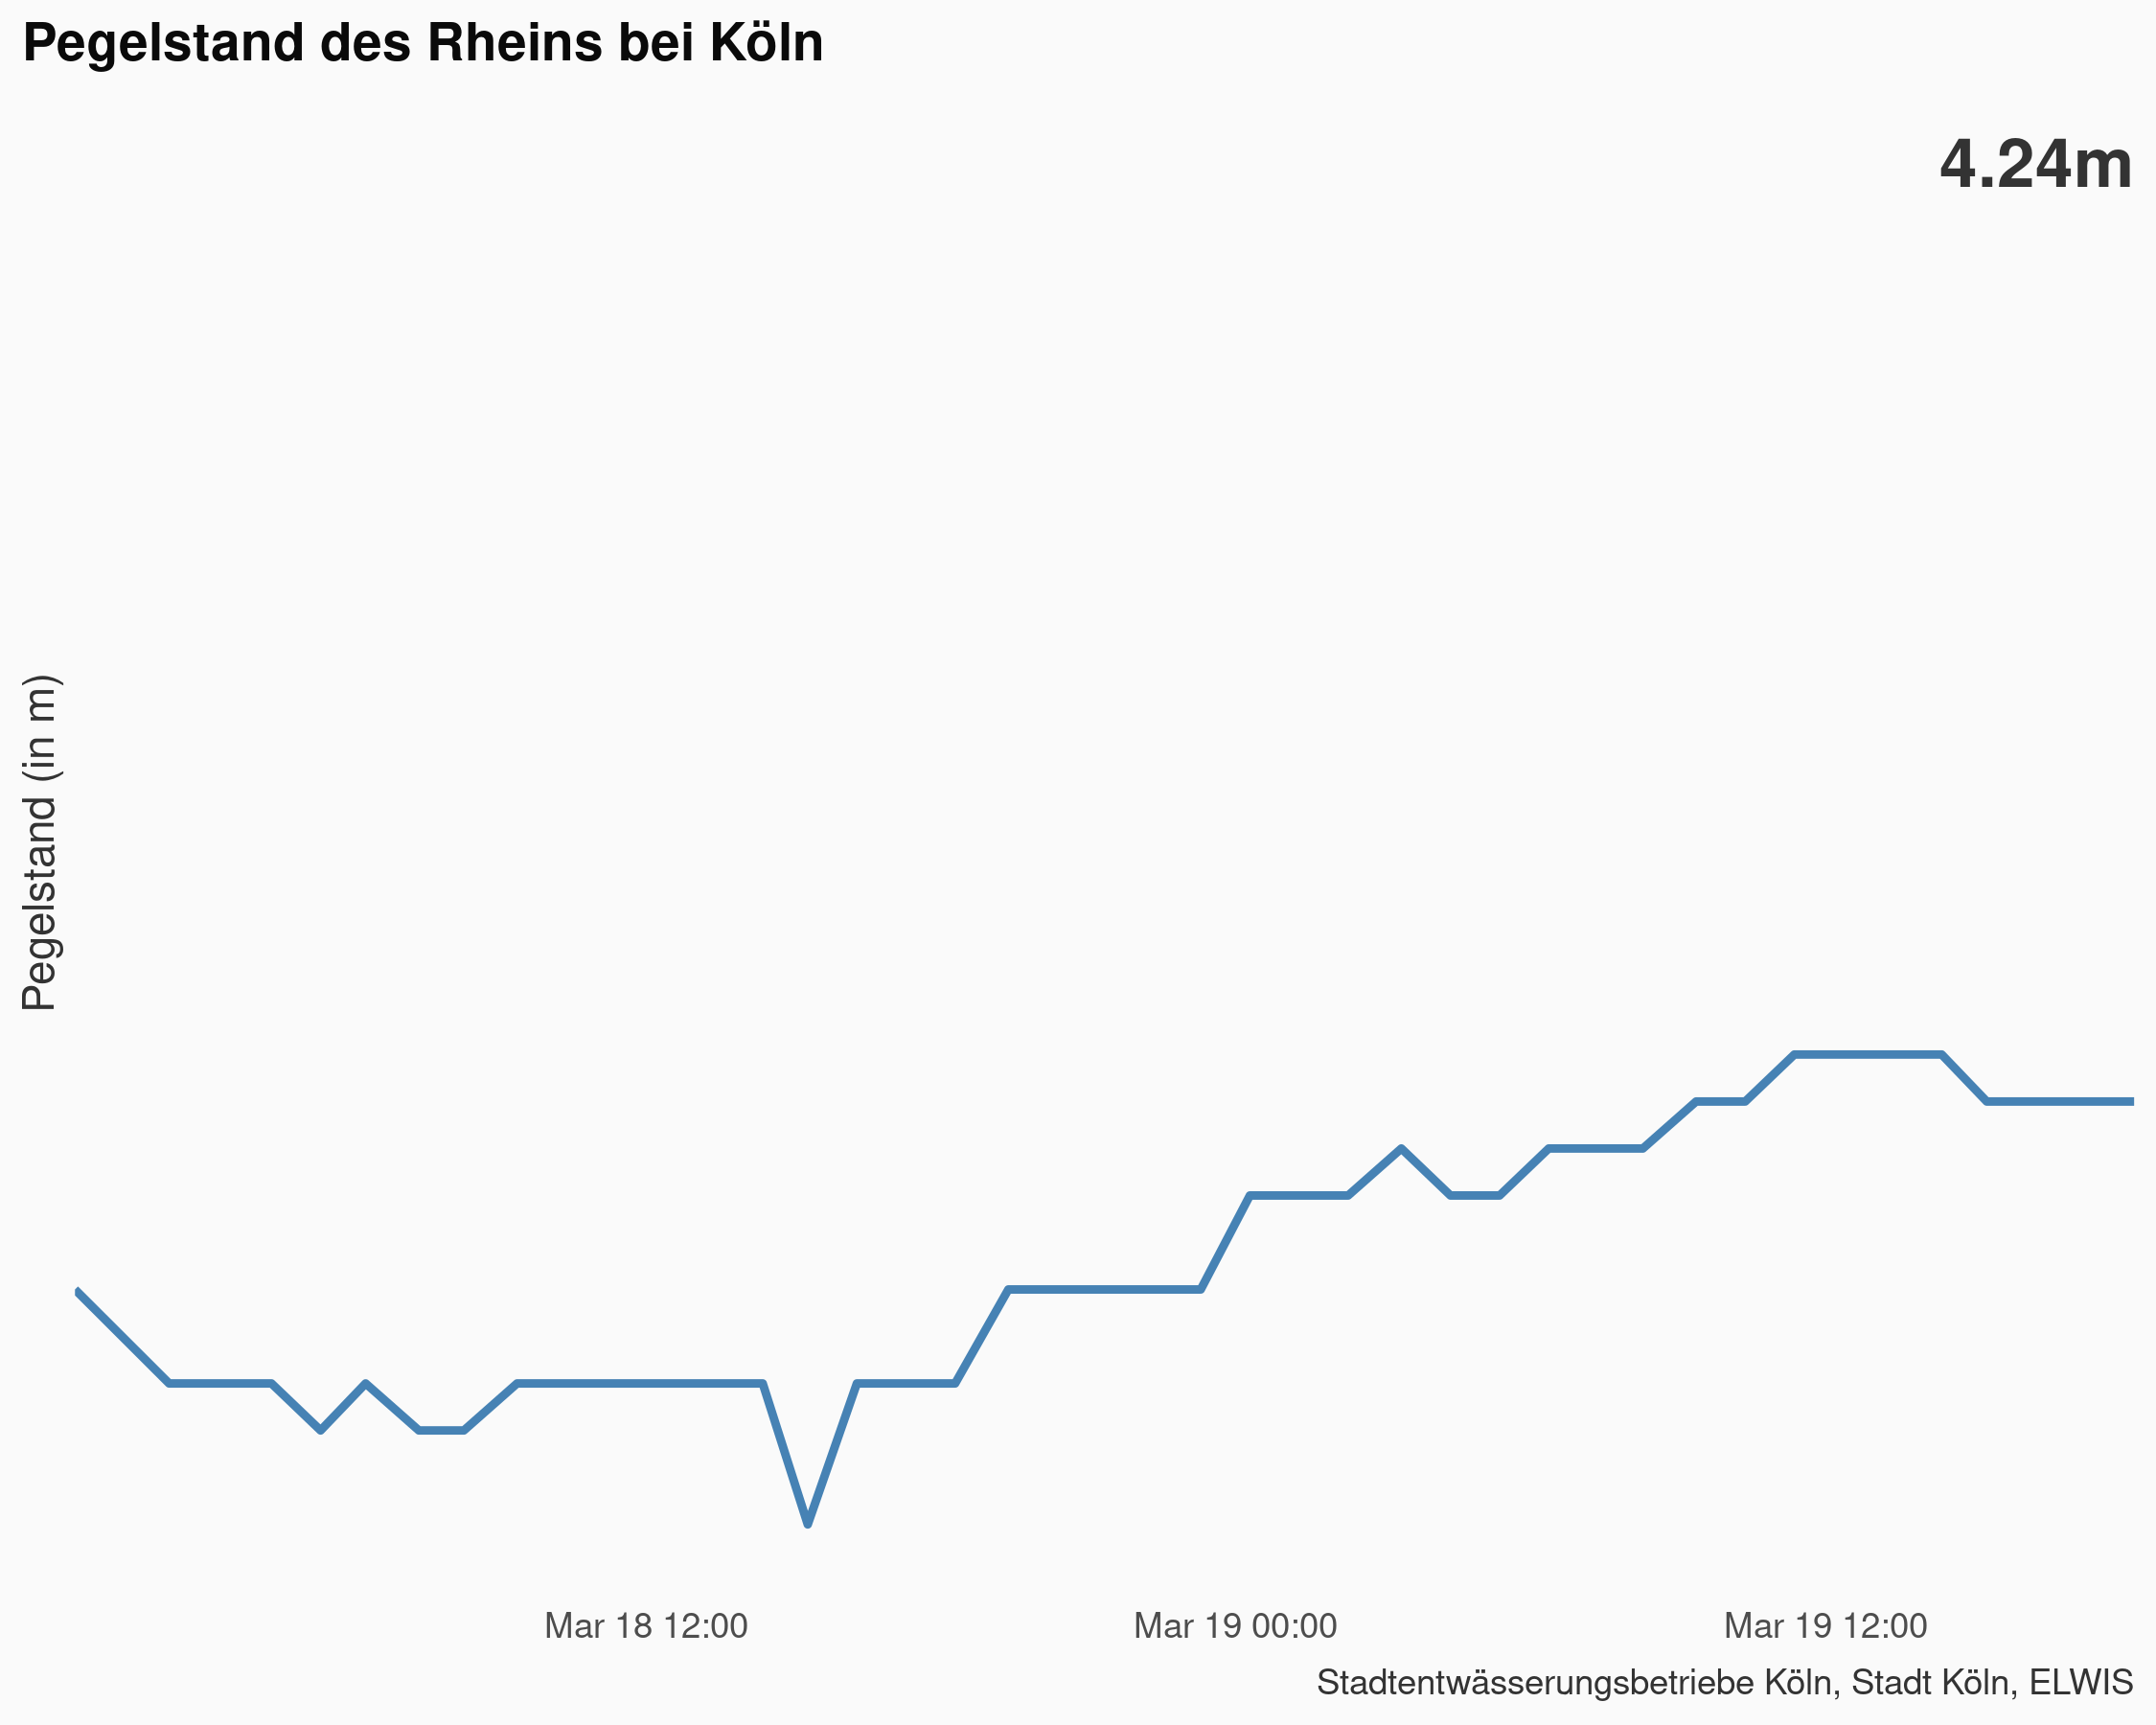 Pegelstand des Rheins bei Köln
4.24m
Pegelstand (in m)
Mar 18 12:00
Mar 19 00:00
Mar 19 12:00
Stadtentwässerungsbetriebe Köln, Stadt Köln, ELWIS